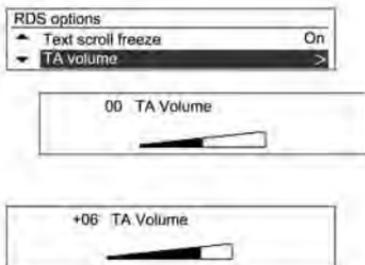 RDS options
Text scroll freeze On
TA volume >
00 TA Volume
+06 TA Volume